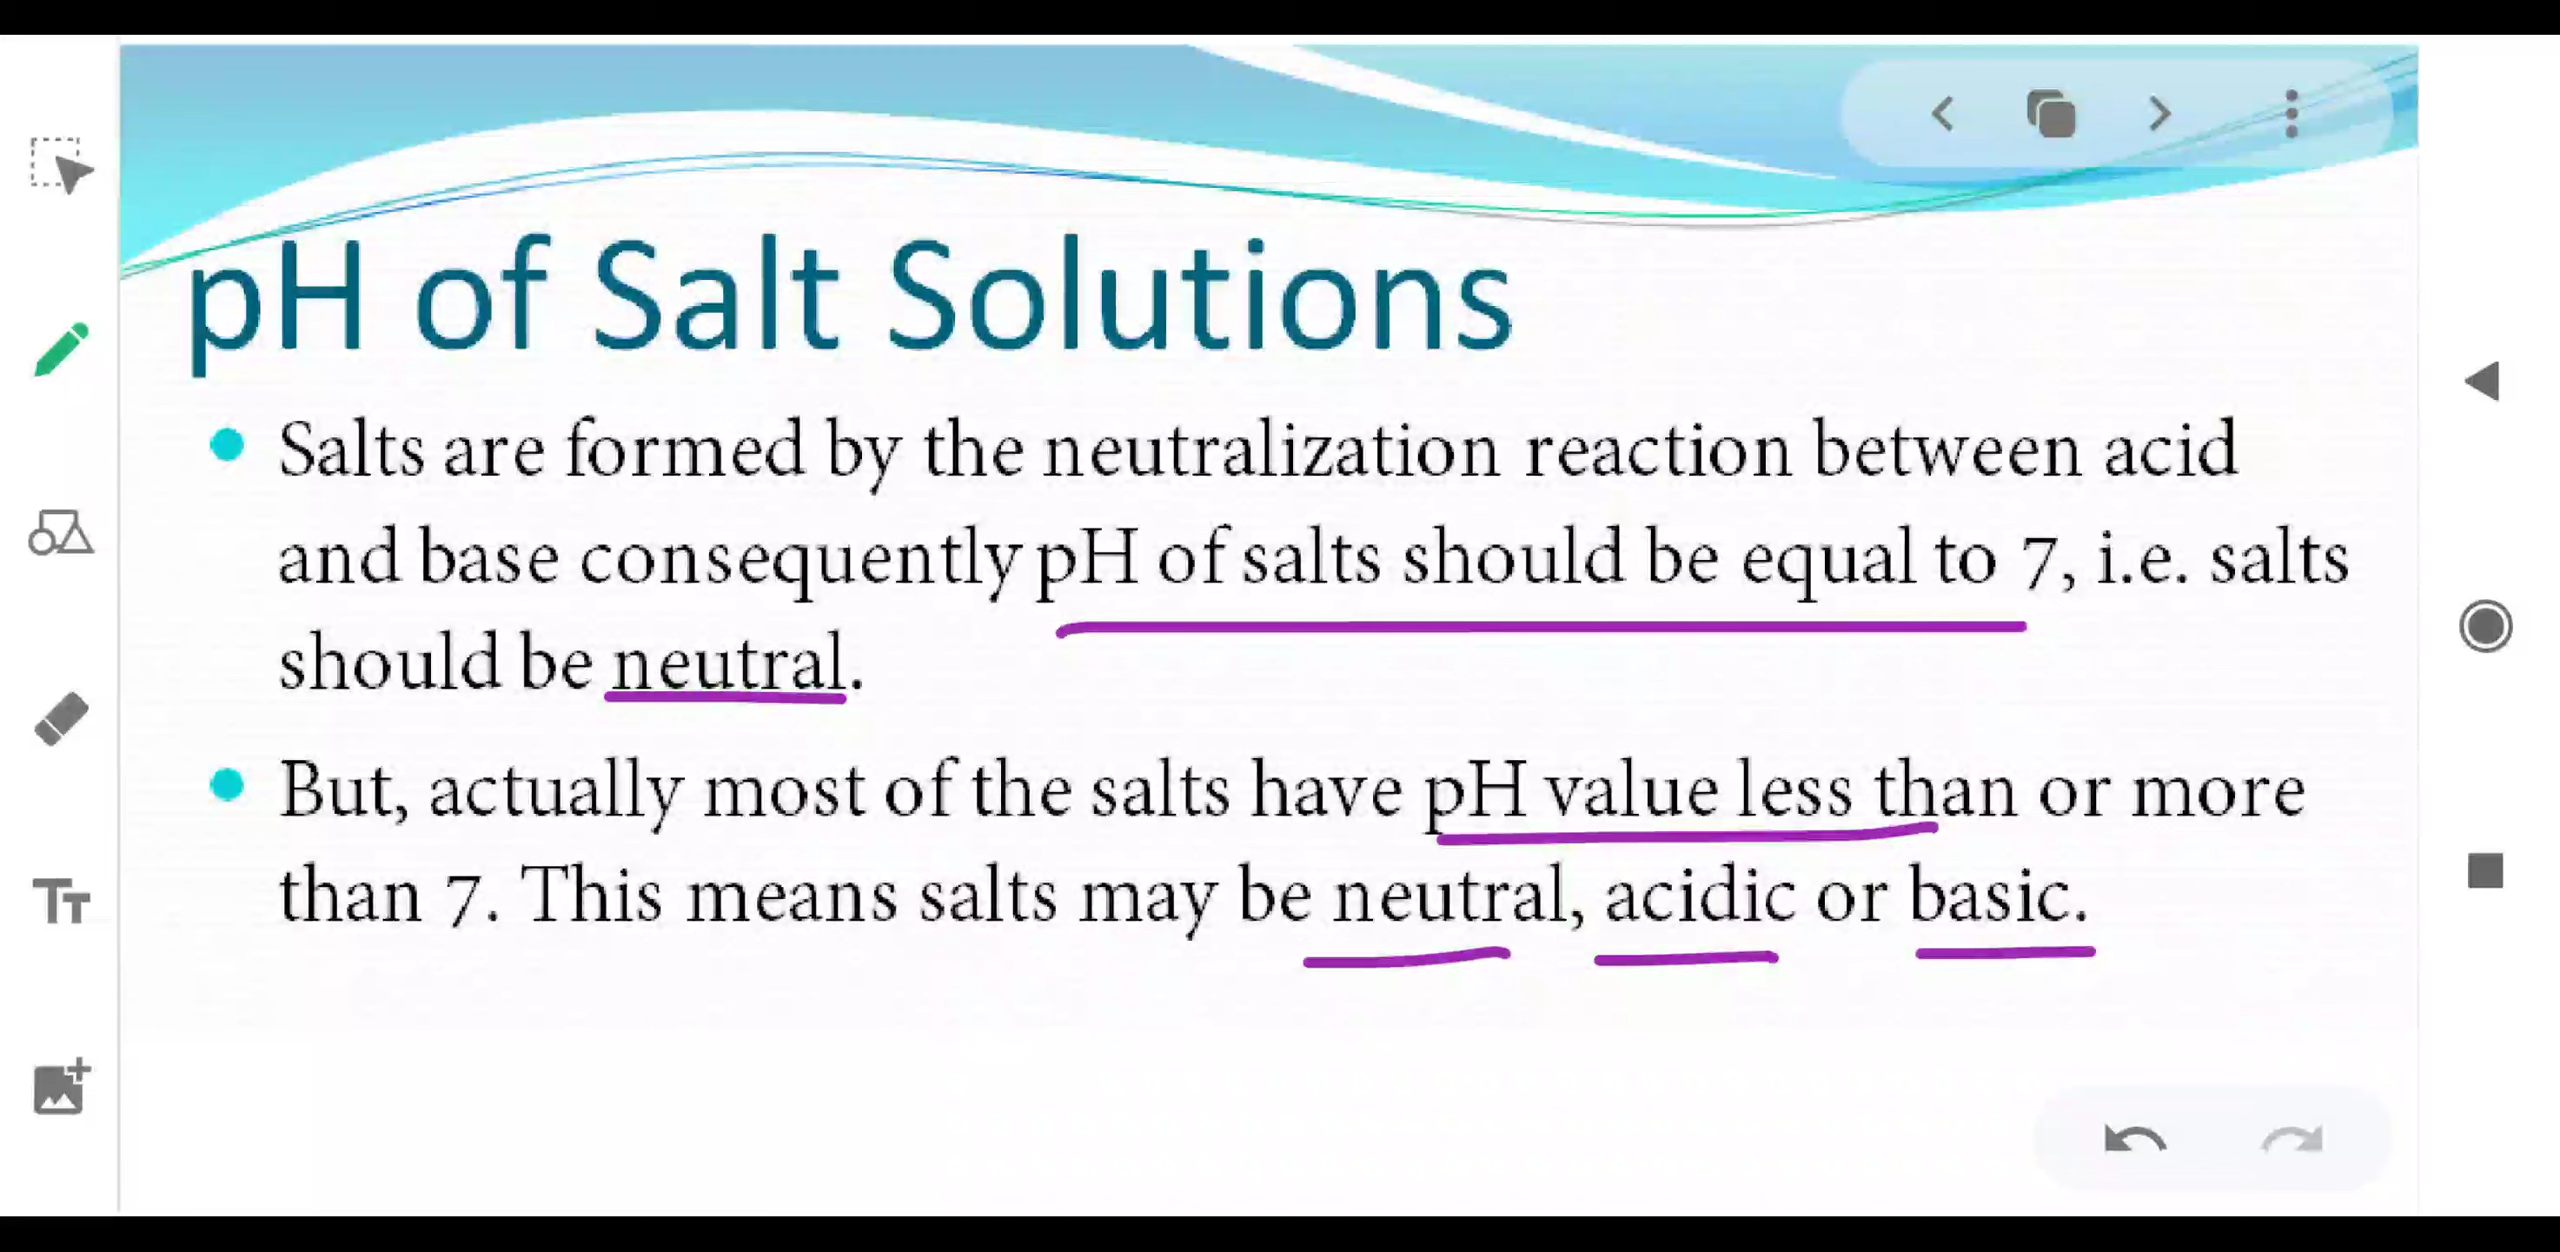 pH of Salt Solutions
Salts are formed by the neutralization reaction between acid
and base consequently pH of salts should be equal to 7, i.e. salts
should be neutral.
But, actually most of the salts have pH value less than or more
than 7. This means salts may be neutral, acidic or basic.
Tт